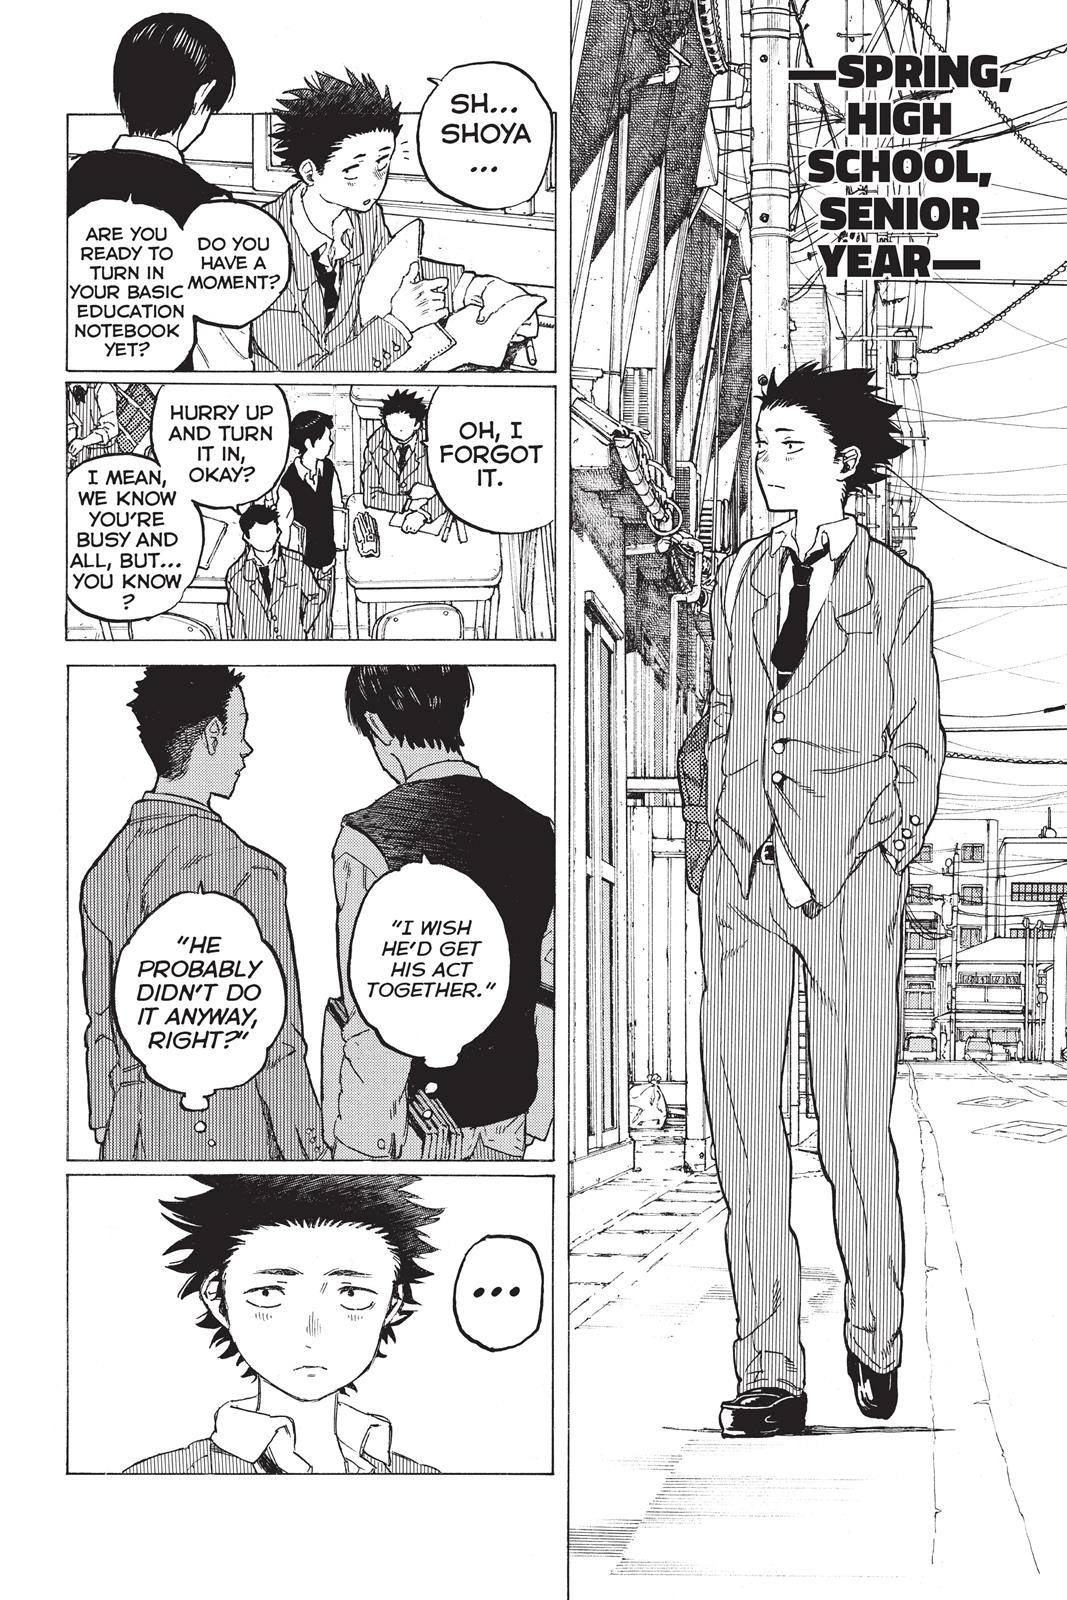 —SPRING,
HIGH
SCHOOL,
SENIOR
YEAR—
SH...
SHOYA
...
DO YOU
HAVE A
MOMENT?
ARE YOU
READY TO
TURN IN
YOUR BASIC
EDUCATION
NOTEBOOK
YET?
OH, I
FORGOT
IT.
HURRY UP
AND TURN
IT IN,
OKAY?
I MEAN,
WE KNOW
YOU'RE
BUSY AND
ALL, BUT...
YOU KNOW
?
"I WISH
HE'D GET
HIS ACT
TOGETHER."
"HE
PROBABLY
DIDN'T DO
IT ANYWAY,
RIGHT?"
...